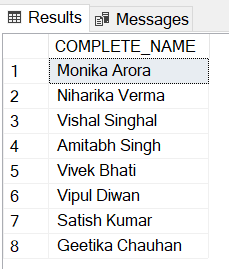 Results Messages
COMPLETE_NAME
1 Monika Arora
2 Niharika Verma
3 Vishal Singhal
4 Amitabh Singh
5 Vivek Bhati
6 Vipul Diwan
7 Satish Kumar
8 Geetika Chauhan